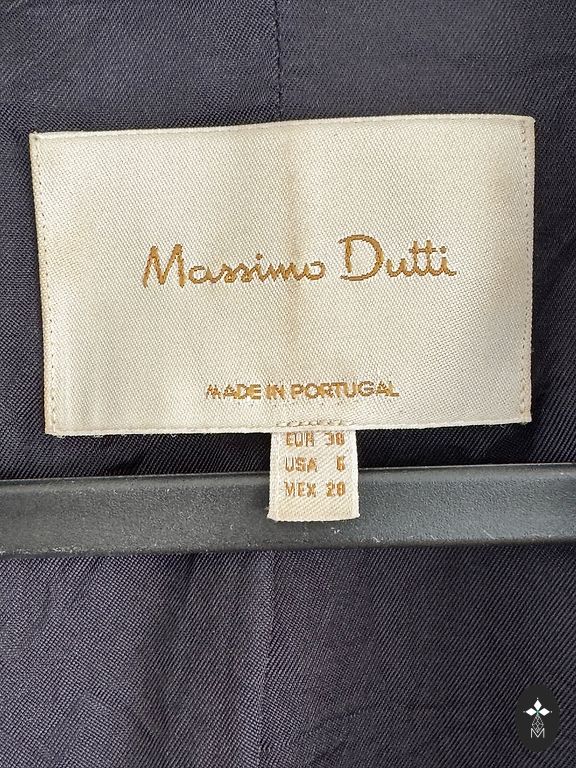 Massimo Dutti
MADE IN PORTUGAL
EUR 38
USA 6
MEX 28
M